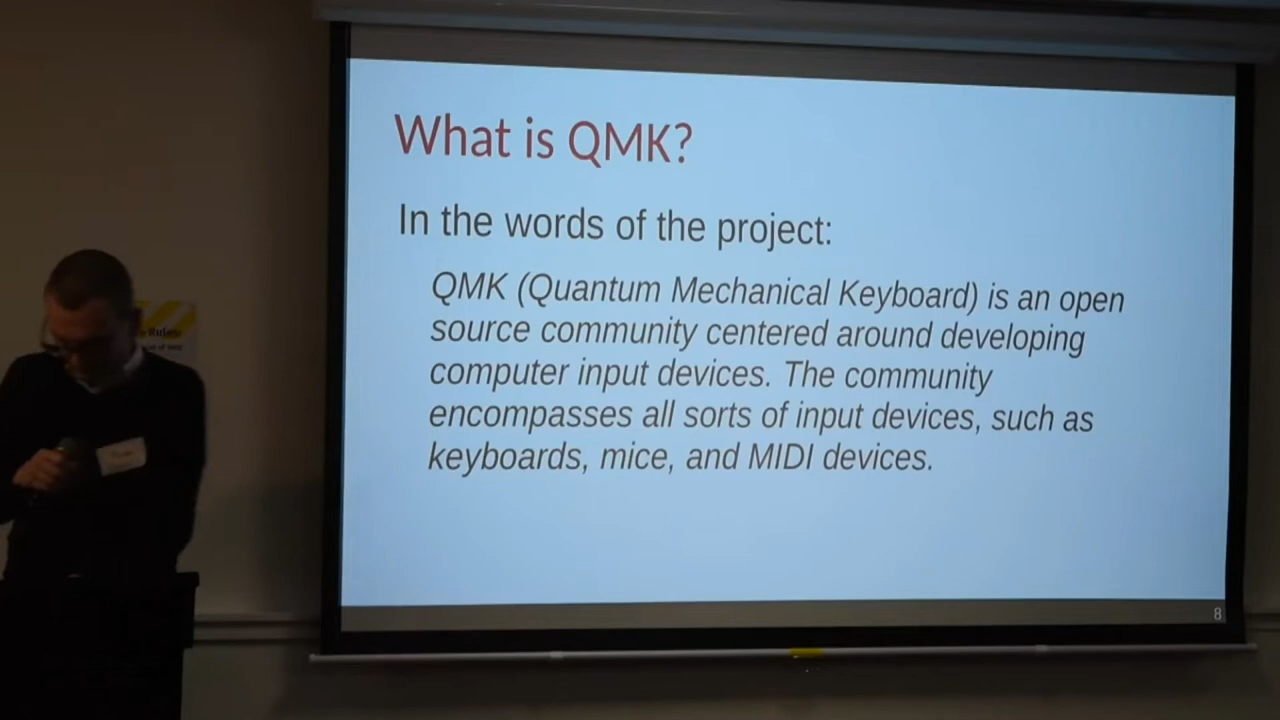 What is QMK?
In the words of the project:
QMK (Quantum Mechanical Keyboard) is an open
source community centered around developing
computer input devices. The community
encompasses all sorts of input devices, such as
keyboards, mice, and MIDI devices.
8
Rules